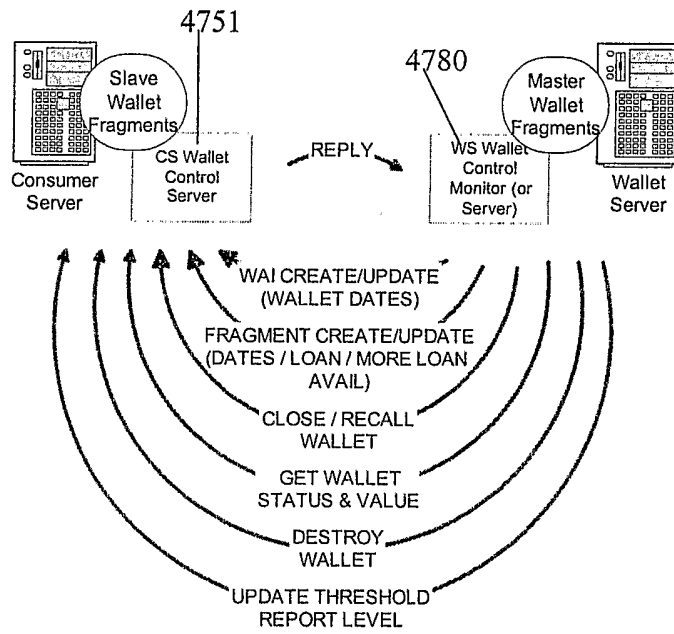 4751
4780
Slave
Wallet
Fragments
Master
Wallet
Fragments
CS Wallet
Control
Server
REPLY
WS Wallet
Control
Monitor (or
Server)
Consumer
Server
Wallet
Server
WAI CREATE/UPDATE
(WALLET DATES)
FRAGMENT CREATE/UPDATE
(DATES / LOAN / MORE LOAN
AVAIL)
CLOSE / RECALL
WALLET
GET WALLET
STATUS & VALUE
DESTROY
WALLET
UPDATE THRESHOLD
REPORT LEVEL